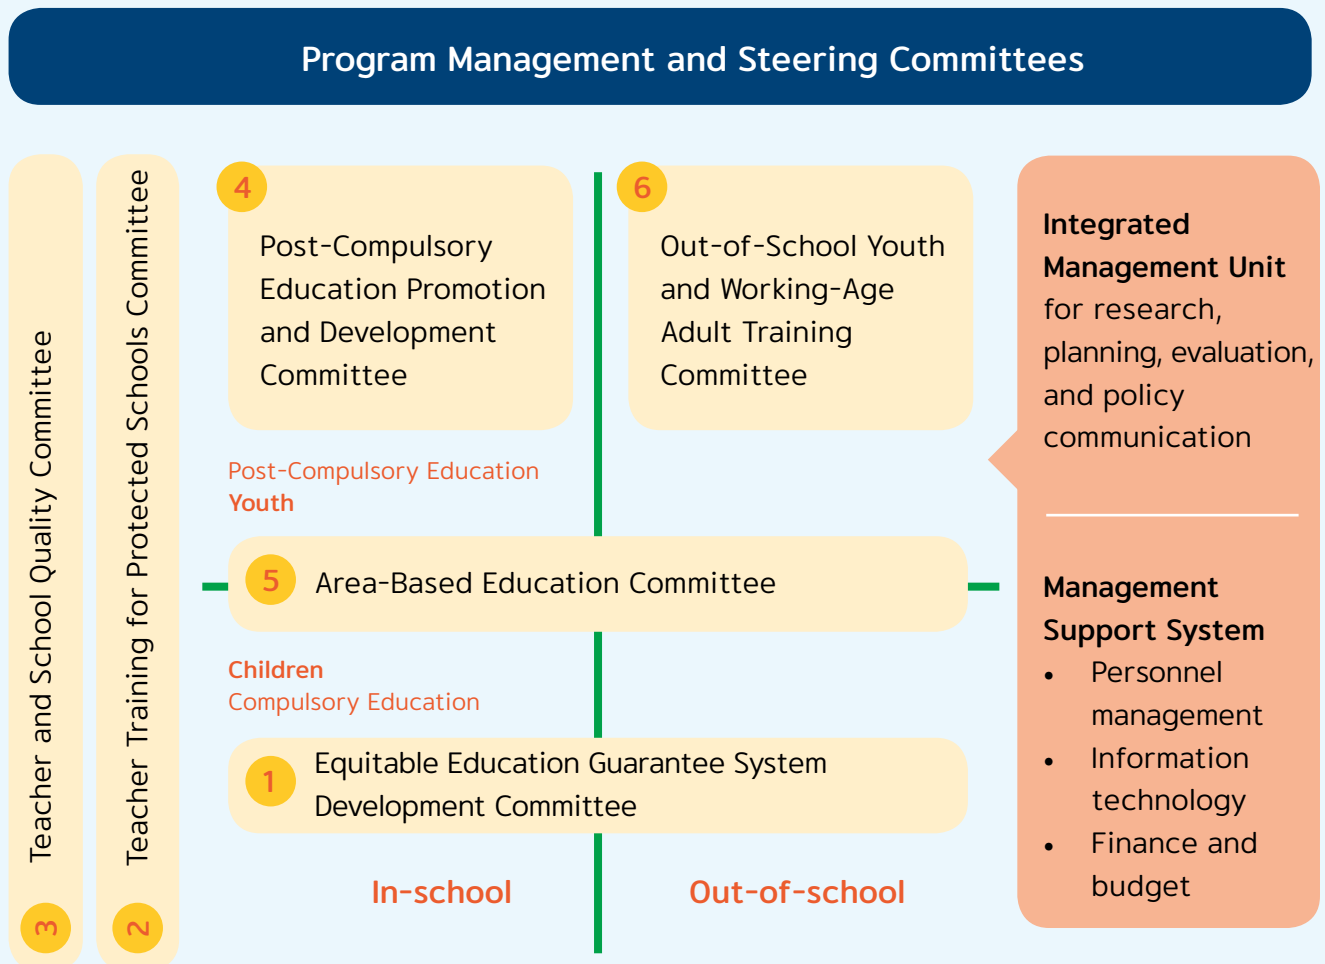 Program Management and Steering Committees
3
Teacher and School Quality Committee
2
Teacher Training for Protected Schools Committee
4
Post-Compulsory
Education Promotion
and Development
Committee
6
Out-of-School Youth
and Working-Age
Adult Training
Committee
Post-Compulsory Education
Youth
5
Area-Based Education Committee
Children
Compulsory Education
1
Equitable Education Guarantee System
Development Committee
In-school
Out-of-school
Integrated
Management Unit
for research,
planning, evaluation,
and policy
communication
Management
Support System
• Personnel
management
• Information
technology
• Finance and
budget